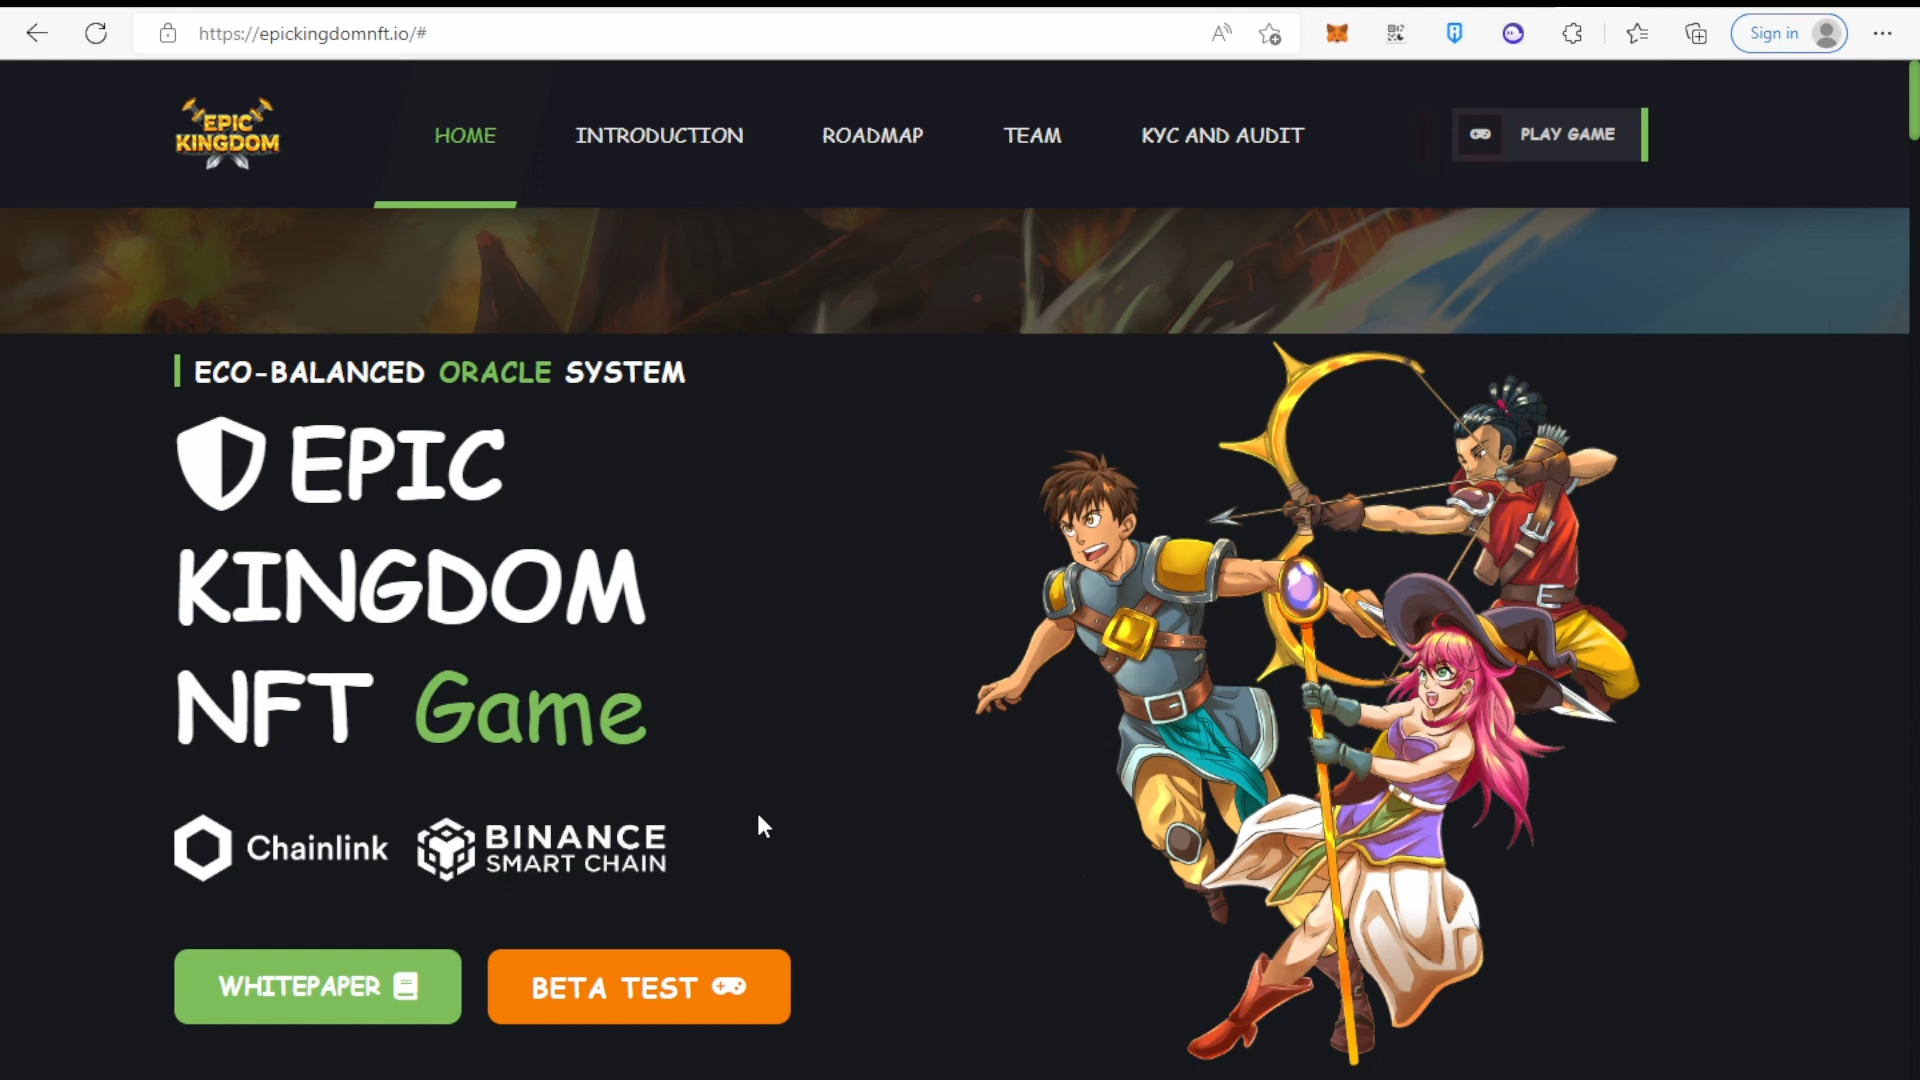 https://epickingdomnft.io/#
Sign in
EPIC
KINGDOM
HOME
INTRODUCTION
ROADMAP
TEAM
KYC AND AUDIT
PLAY GAME
ECO-BALANCED ORACLE SYSTEM
EPIC
KINGDOM
NFT Game
Chainlink
BINANCE
SMART CHAIN
WHITEPAPER
BETA TEST